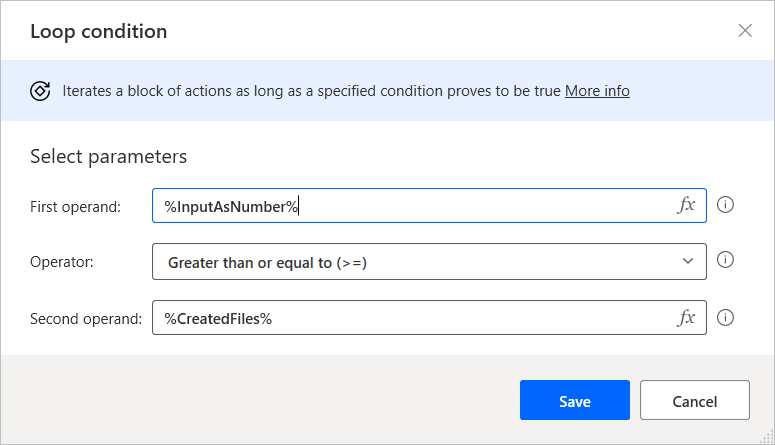 Loop condition
Iterates a block of actions as long as a specified condition proves to be true More info
Select parameters
First operand: %InputAsNumber% fx
Operator: Greater than or equal to (>=)
Second operand: %CreatedFiles% fx
Save Cancel